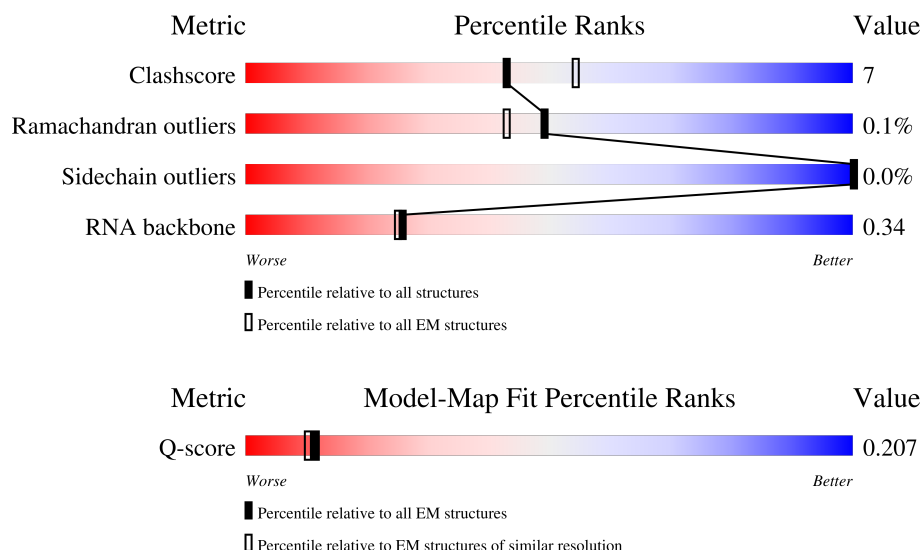 Metric Percentile Ranks Value
Clashscore 7
Ramachandran outliers 0.1%
Sidechain outliers 0.0%
RNA backbone 0.34
Worse Better
Percentile relative to all structures
Percentile relative to all EM structures
Metric Model-Map Fit Percentile Ranks Value
Q-score 0.207
Worse Better
Percentile relative to all EM structures
Percentile relative to EM structures of similar resolution